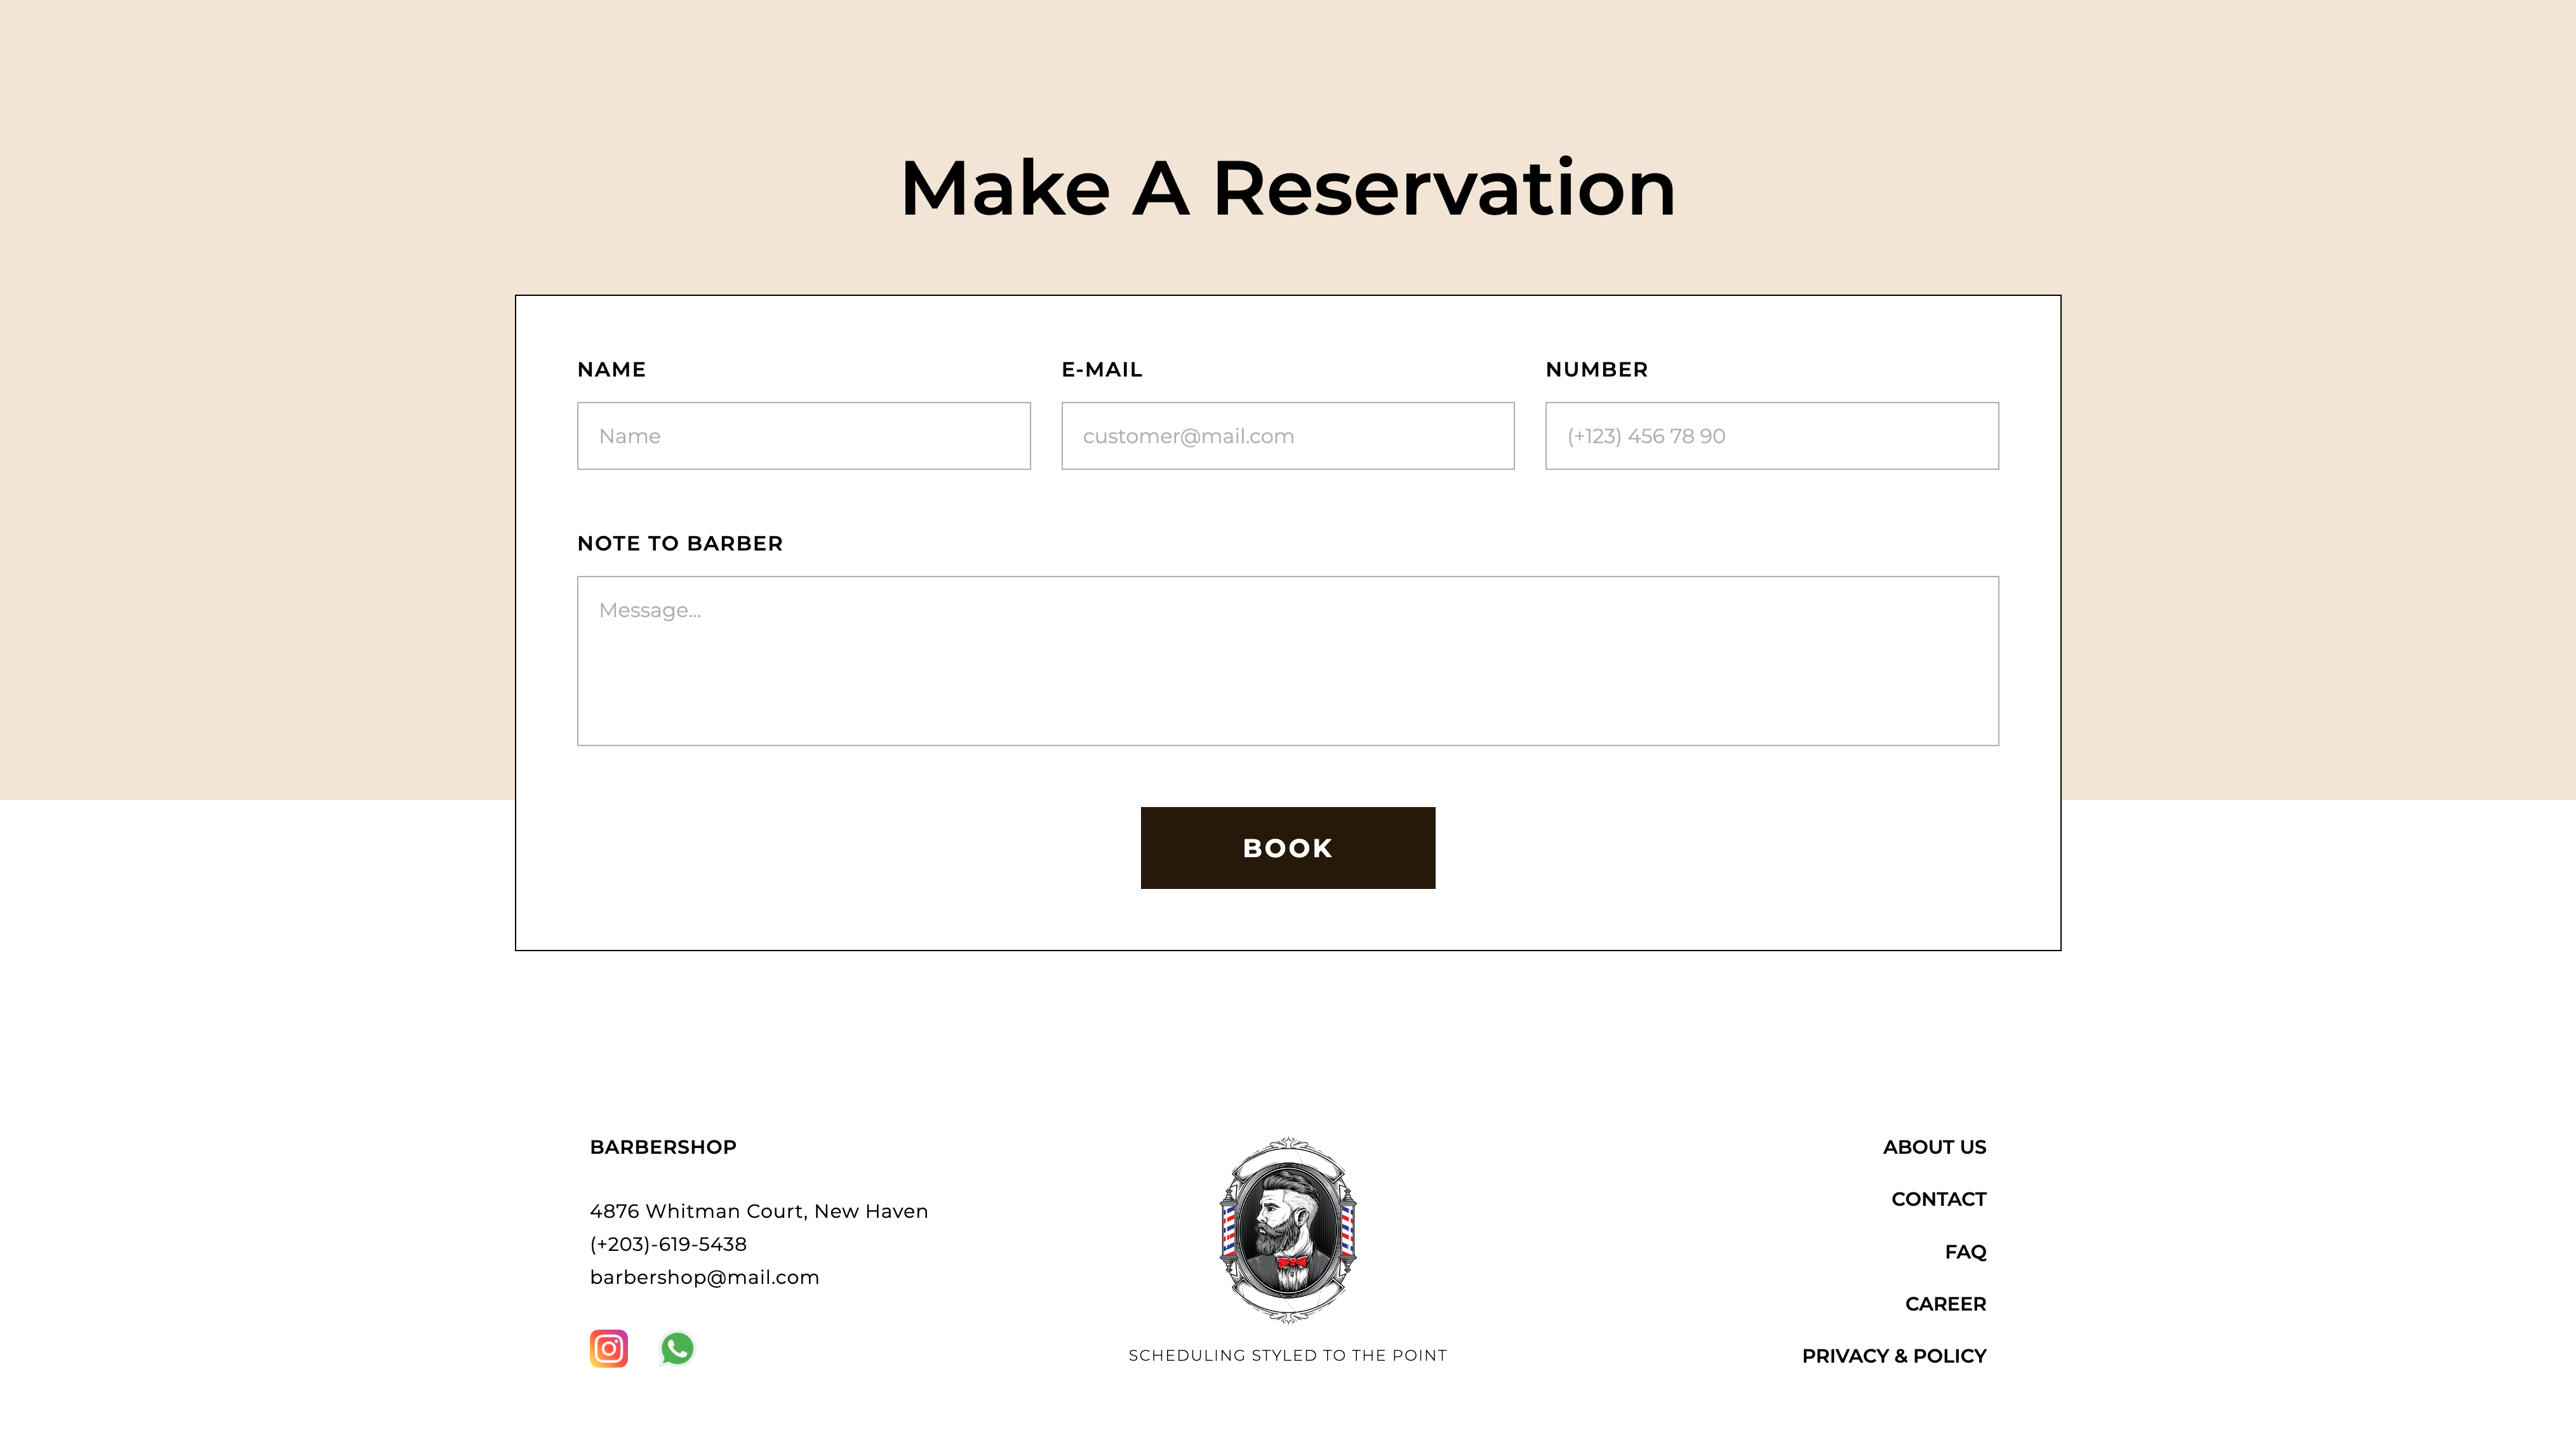 Make A Reservation
NAME
E-MAIL
NUMBER
Name
customer@mail.com
(+123) 456 78 90
NOTE TO BARBER
Message...
BOOK
BARBERSHOP
4876 Whitman Court, New Haven
(+203)-619-5438
barbershop@mail.com
SCHEDULING STYLED TO THE POINT
ABOUT US
CONTACT
FAQ
CAREER
PRIVACY & POLICY